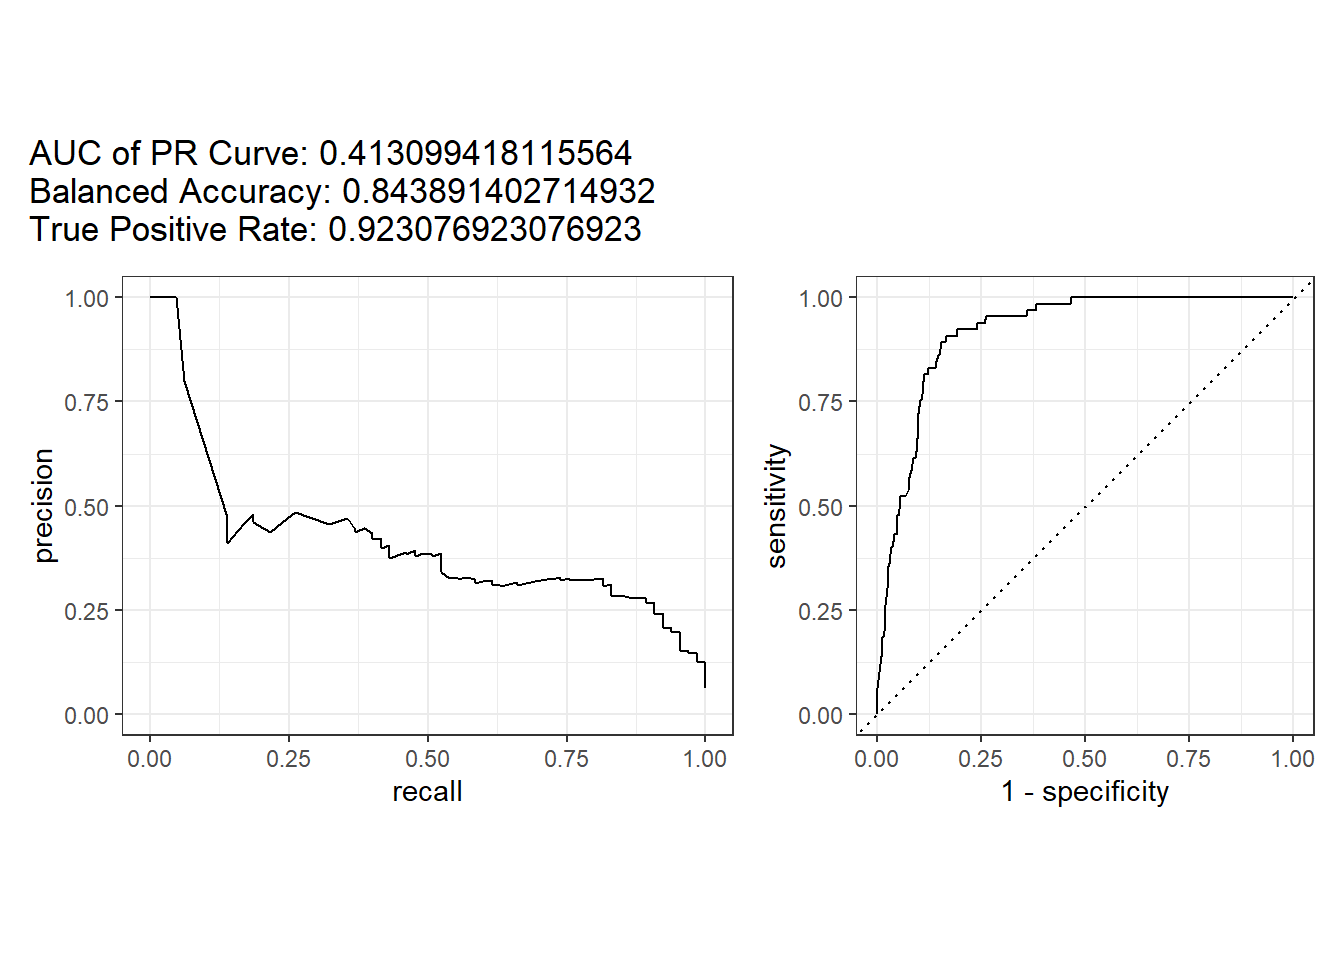 AUC of PR Curve: 0.413099418115564
Balanced Accuracy: 0.843891402714932
True Positive Rate: 0.923076923076923
1.00
0.75
0.50
0.25
0.00
precision
0.00 0.25 0.50 0.75 1.00
recall
1.00
0.75
0.50
0.25
0.00
sensitivity
0.00 0.25 0.50 0.75 1.00
1 - specificity